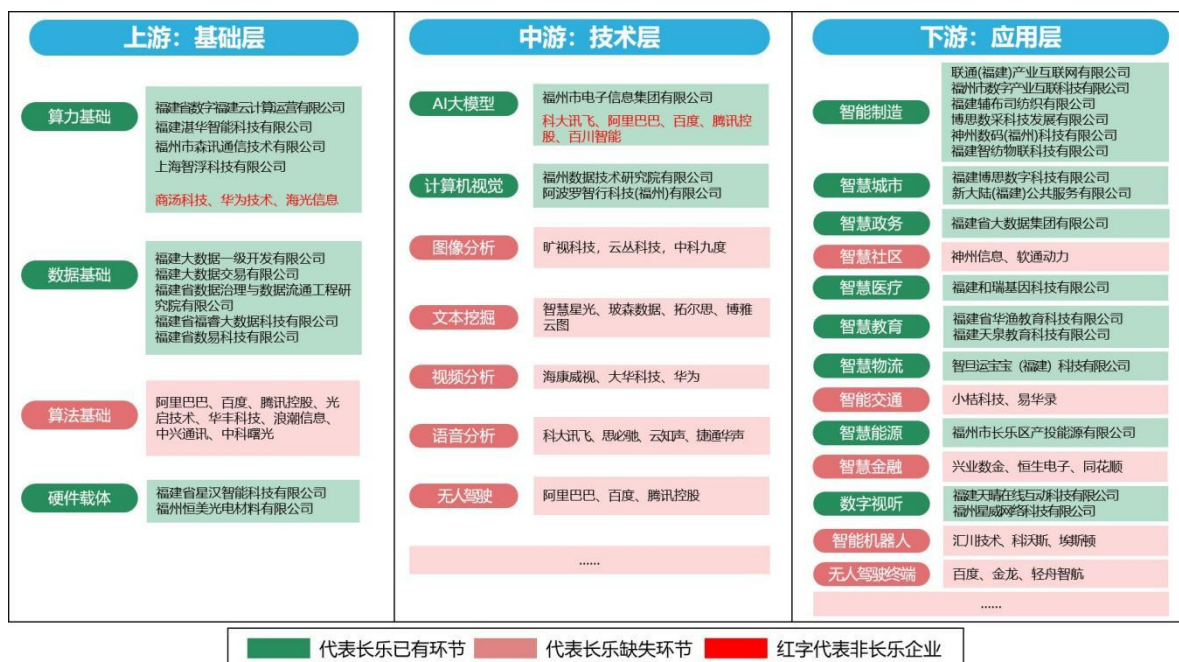 上游：基础层
算力基础
福建省数字福建云计算运营有限公司
福建湛华智能科技有限公司
福州市森讯通信技术有限公司
上海智浮科技有限公司
商汤科技、华为技术、海光信息
数据基础
福建大数据一级开发有限公司
福建大数据交易有限公司
福建省数据治理与数据流通工程研
究院有限公司
福建省福睿大数据科技有限公司
福建省数易科技有限公司
算法基础
阿里巴巴、百度、腾讯控股、光
启技术、华丰科技、浪潮信息、
中兴通讯、中科曙光
硬件载体
福建省星汉智能科技有限公司
福州恒美光电材料有限公司
中游：技术层
AI大模型
福州市电子信息集团有限公司
科大讯飞、阿里巴巴、百度、腾讯控
股、百川智能
计算机视觉
福州数据技术研究院有限公司
阿波罗智行科技(福州)有限公司
图像分析
旷视科技，云丛科技，中科九度
文本挖掘
智慧星光、玻森数据、拓尔思、博雅
云图
视频分析
海康威视、大华科技、华为
语音分析
科大讯飞、思必驰、云知声、捷通华声
无人驾驶
阿里巴巴、百度、腾讯控股
......
下游：应用层
智能制造
联通(福建)产业互联网有限公司
福州市数字产业互联科技有限公司
福建辅布司纺织有限公司
博思数采科技发展有限公司
神州数码(福州)科技有限公司
福建智纺物联科技有限公司
智慧城市
福建博思数字科技有限公司
新大陆(福建)公共服务有限公司
智慧政务
福建省大数据集团有限公司
智慧社区
神州信息、软通动力
智慧医疗
福建和瑞基因科技有限公司
智慧教育
福建省华渔教育科技有限公司
福建天泉教育科技有限公司
智慧物流
智旦运宝宝（福建）科技有限公司
智能交通
小桔科技、易华录
智慧能源
福州市长乐区产投能源有限公司
智慧金融
兴业数金、恒生电子、同花顺
数字视听
福建天晴在线互动科技有限公司
福州星威网络科技有限公司
智能机器人
汇川技术、科沃斯、埃斯顿
无人驾驶终端
百度、金龙、轻舟智航
......
代表长乐已有环节
代表长乐缺失环节
红字代表非长乐企业